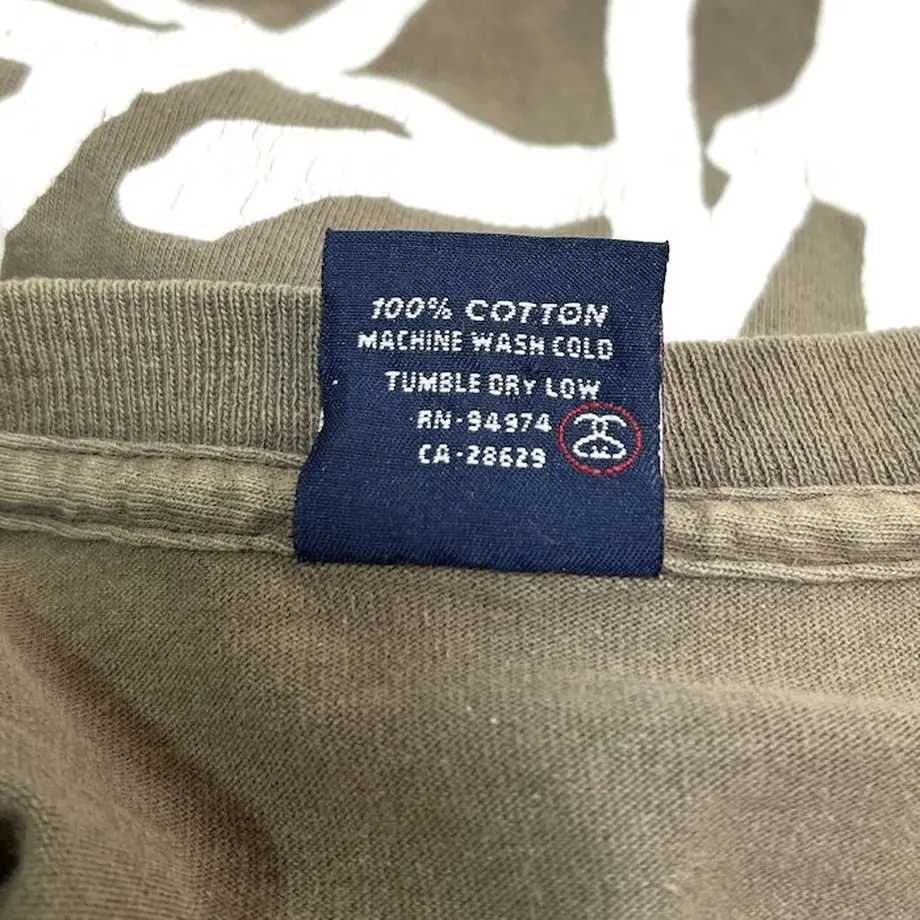 100% COTTON
MACHINE WASH COLD
TUMBLE DRY LOW
RN-94974
CA-28629